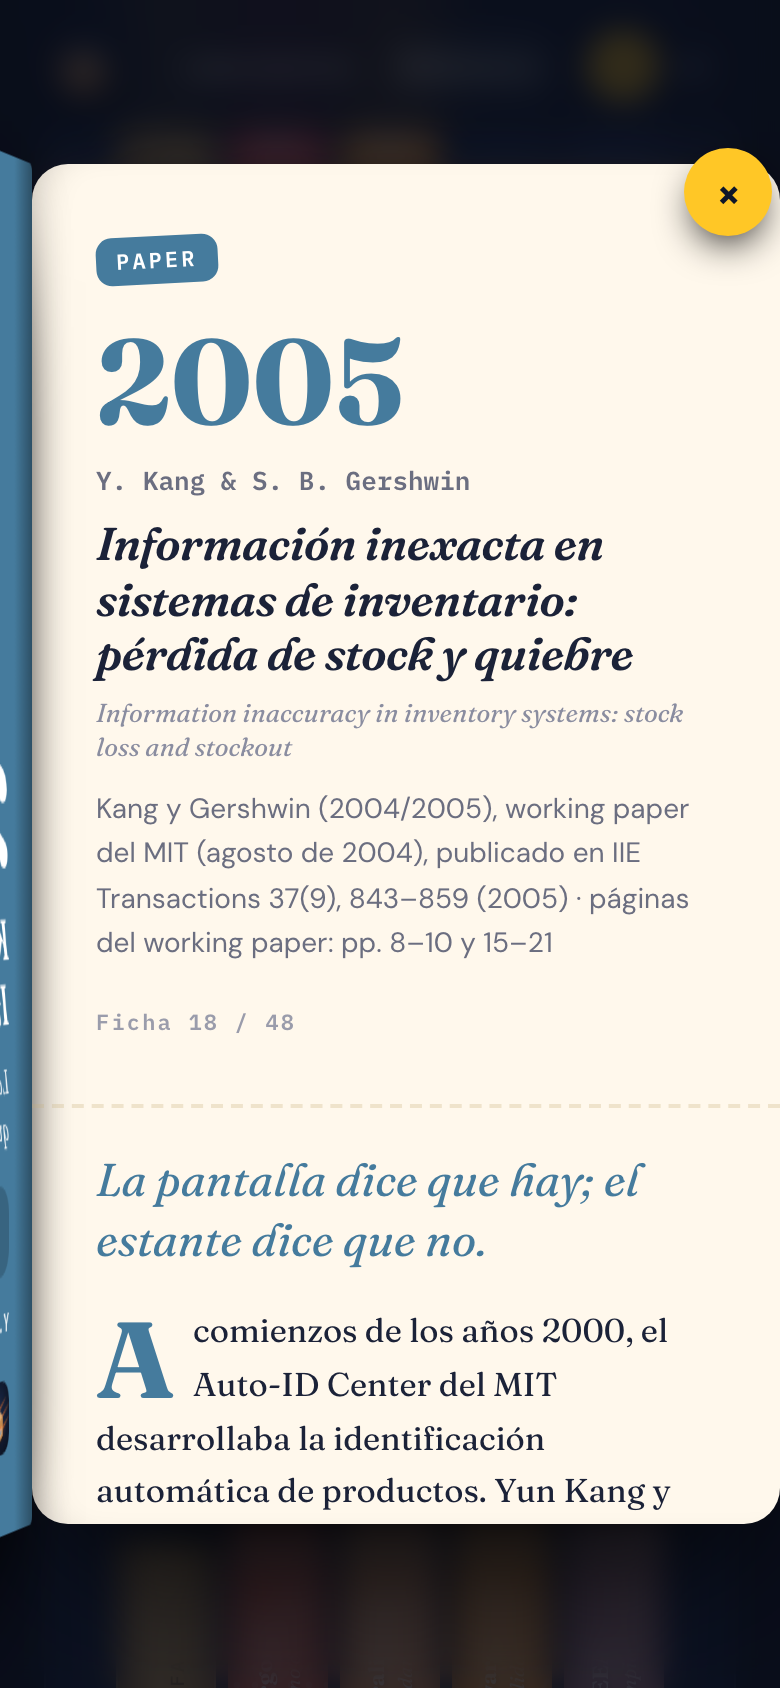 PAPER
2005
Y. Kang & S. B. Gershwin
Información inexacta en
sistemas de inventario:
pérdida de stock y quiebre
Information inaccuracy in inventory systems: stock
loss and stockout
Kang y Gershwin (2004/2005), working paper
del MIT (agosto de 2004), publicado en IIE
Transactions 37(9), 843–859 (2005) · páginas
del working paper: pp. 8–10 y 15–21
Ficha 18 / 48
La pantalla dice que hay; el
estante dice que no.
A comienzos de los años 2000, el
Auto-ID Center del MIT
desarrollaba la identificación
automática de productos. Yun Kang y